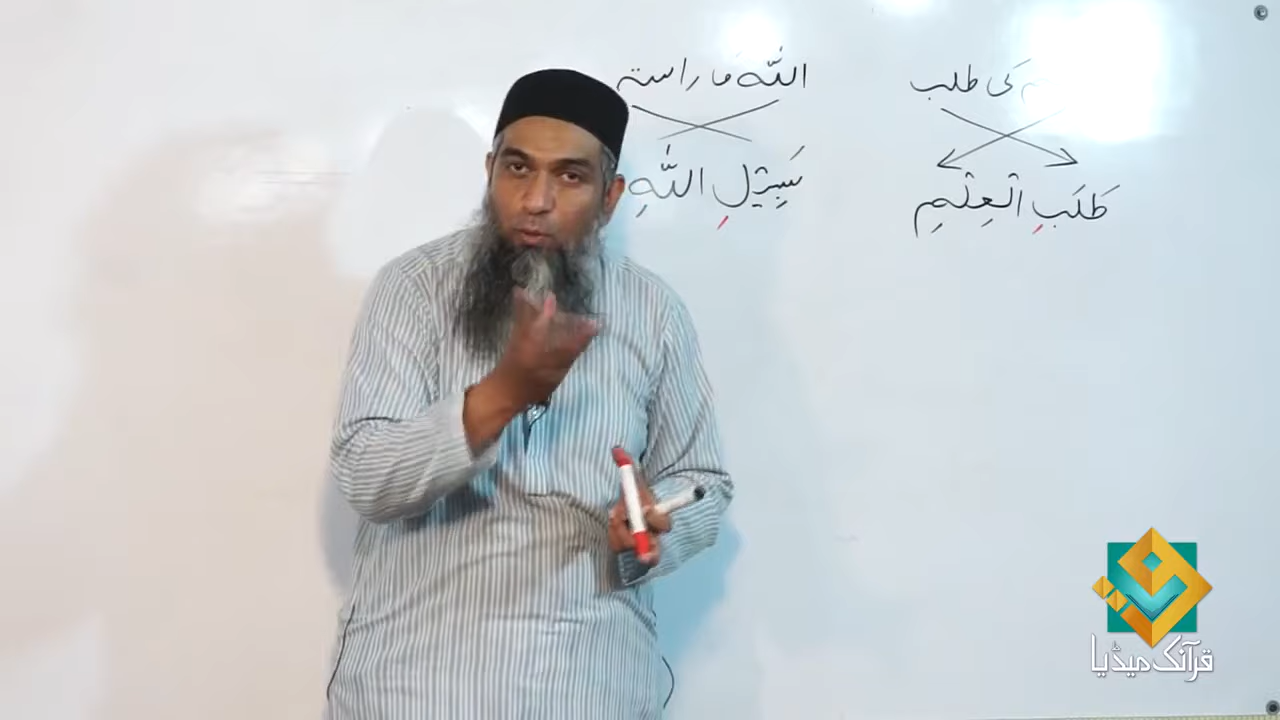 کی طلب
طَلَبِ الْعِلْمِ
اللہ کا راستہ
سَبِیْلِ اللّٰہِ
قرآنک میڈیا